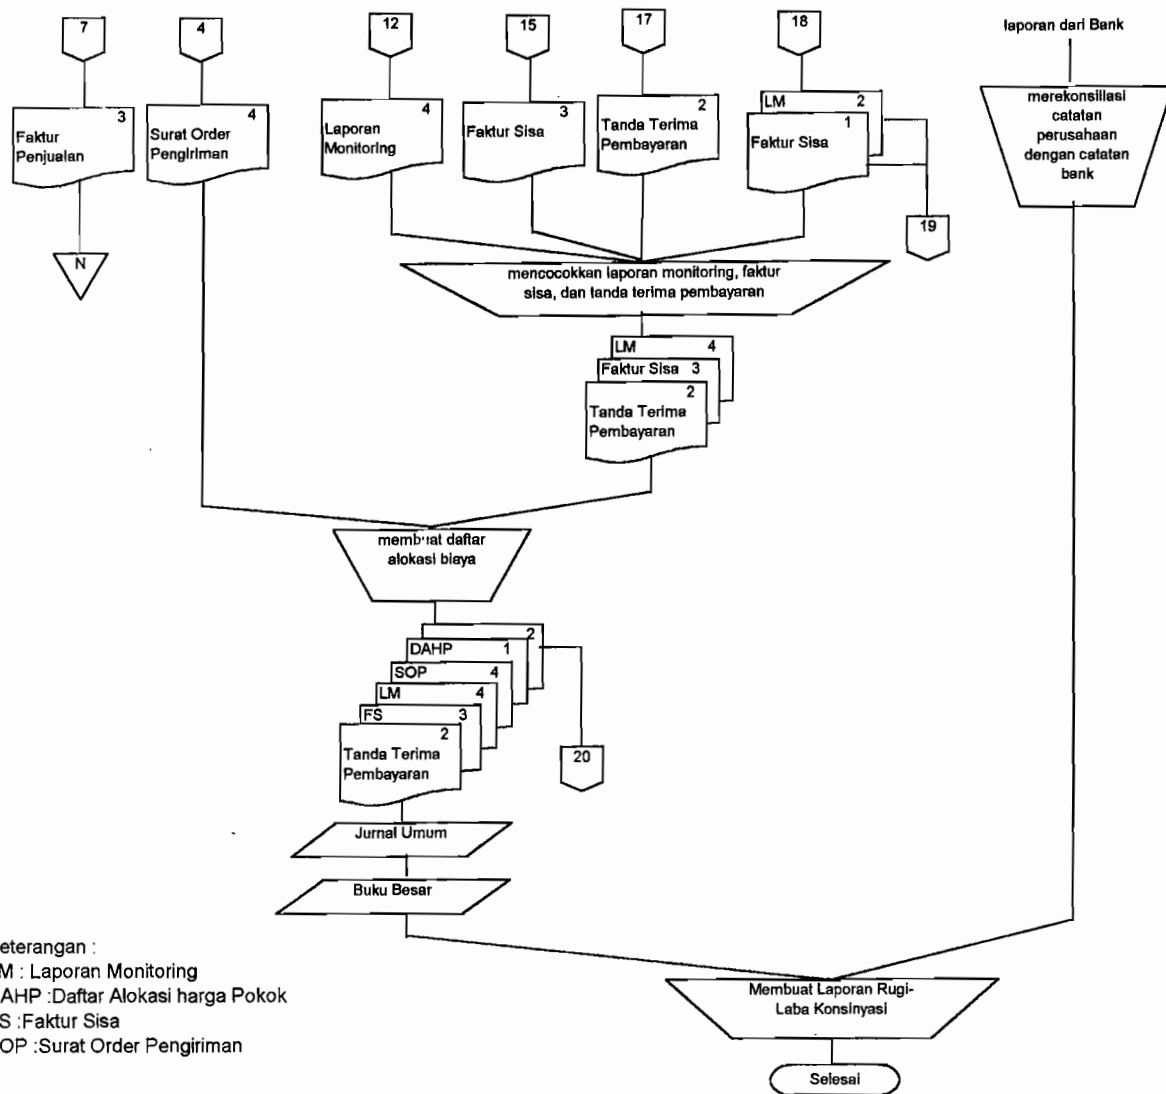 7
4
12
15
17
18
laporan dari Bank
3
Faktur
Penjualan
4
Surat Order
Pengiriman
4
Laporan
Monitoring
3
Faktur Sisa
2
Tanda Terima
Pembayaran
LM 2
1
Faktur Sisa
merekonsiliasi
catatan
perusahaan
dengan catatan
bank
19
N
mencocokkan laporan monitoring, faktur
sisa, dan tanda terima pembayaran
LM 4
Faktur Sisa 3
2
Tanda Terima
Pembayaran
membuat daftar
alokasi biaya
2
DAHP 1
SOP 4
LM 4
FS 3
2
Tanda Terima
Pembayaran
20
Jurnal Umum
Buku Besar
eterangan :
M : Laporan Monitoring
AHP :Daftar Alokasi harga Pokok
S :Faktur Sisa
OP :Surat Order Pengiriman
Membuat Laporan Rugi-
Laba Konsinyasi
Selesai